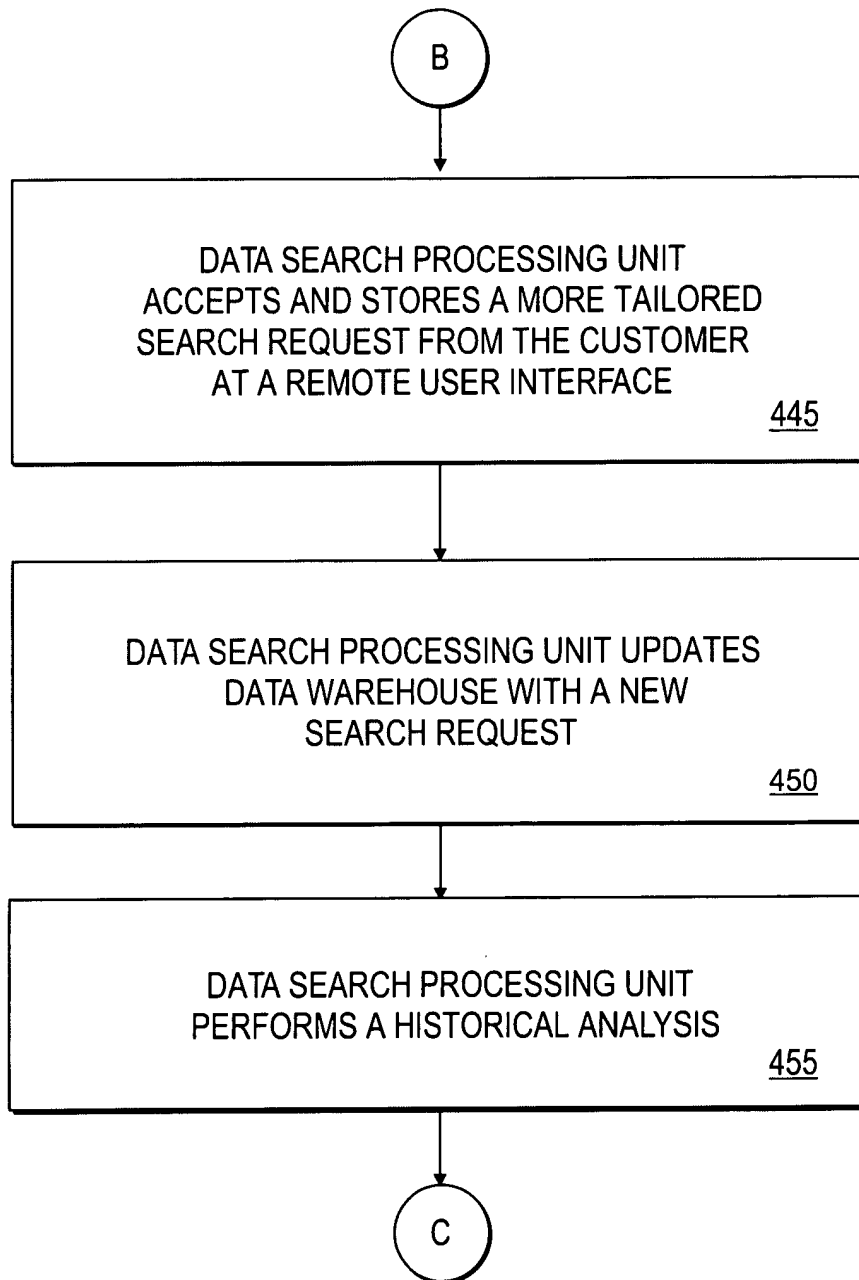 B
DATA SEARCH PROCESSING UNIT
ACCEPTS AND STORES A MORE TAILORED
SEARCH REQUEST FROM THE CUSTOMER
AT A REMOTE USER INTERFACE
445
DATA SEARCH PROCESSING UNIT UPDATES
DATA WAREHOUSE WITH A NEW
SEARCH REQUEST
450
DATA SEARCH PROCESSING UNIT
PERFORMS A HISTORICAL ANALYSIS
455
C